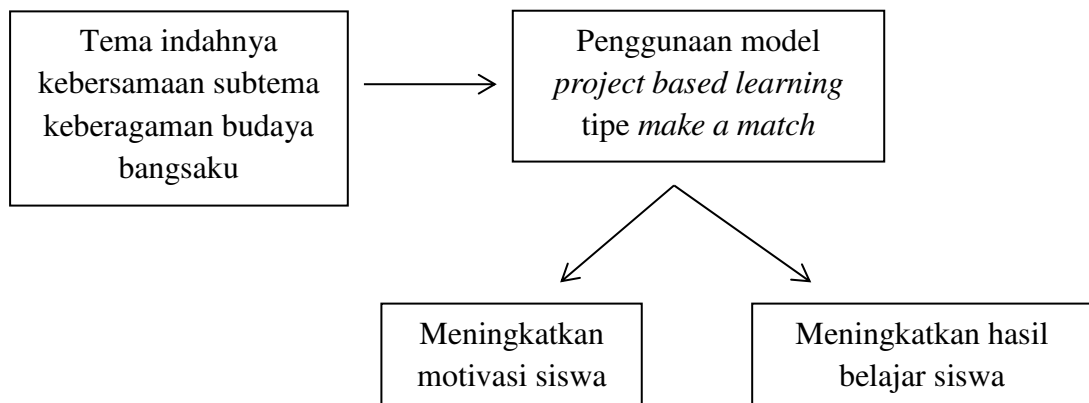 Tema indahnya
kebersamaan subtema
keberagaman budaya
bangsaku
Penggunaan model
project based learning
tipe make a match
Meningkatkan
motivasi siswa
Meningkatkan hasil
belajar siswa